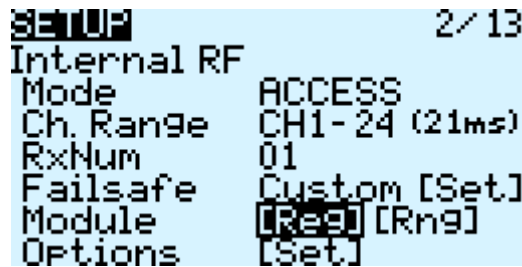 SETUP 2/13
Internal RF
Mode ACCESS
Ch. Range CH1-24 (21ms)
RxNum 01
Failsafe Custom [Set]
Module [Reg] [Rng]
Options [Set]